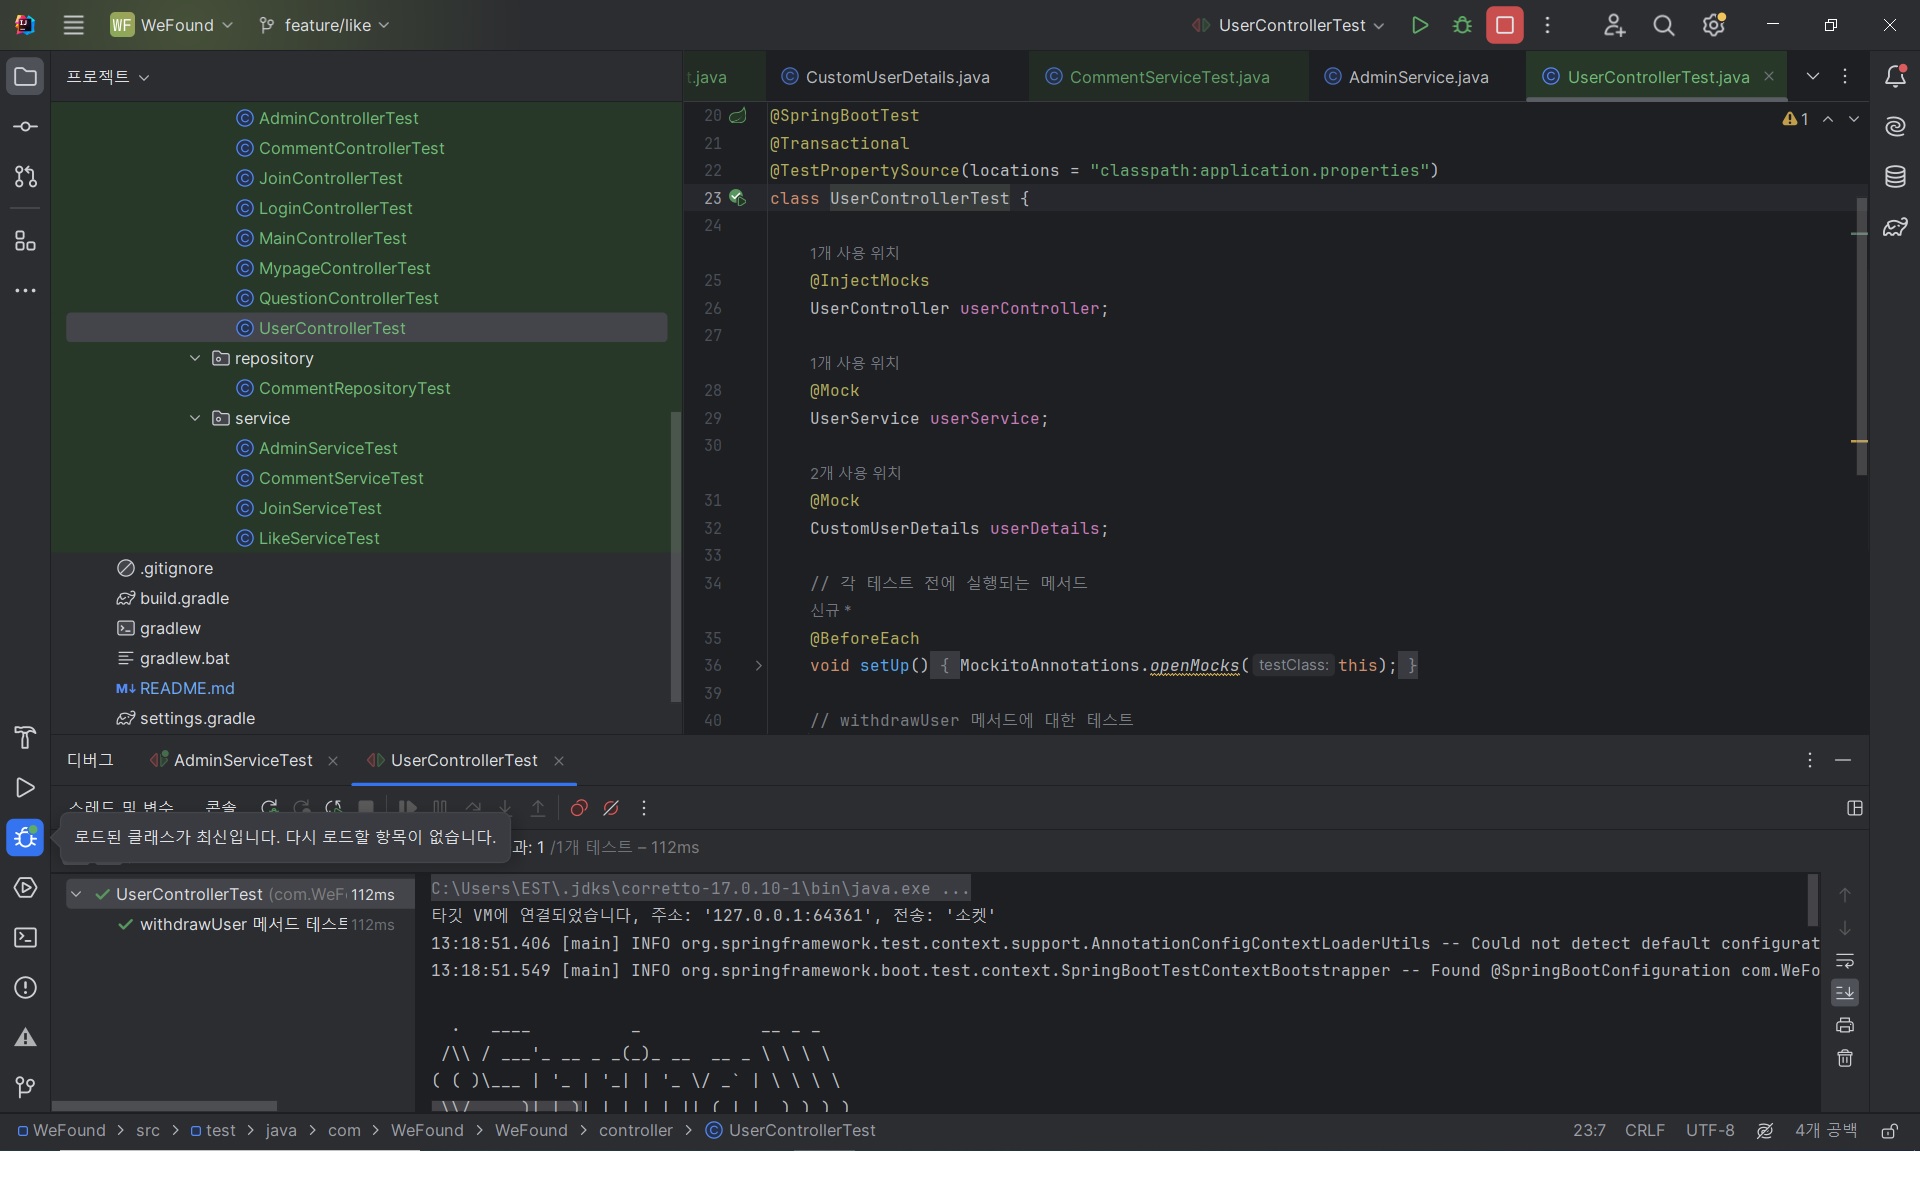 WF WeFound feature/like UserControllerTest
프로젝트
AdminControllerTest
CommentControllerTest
JoinControllerTest
LoginControllerTest
MainControllerTest
MypageControllerTest
QuestionControllerTest
UserControllerTest
repository
CommentRepositoryTest
service
AdminServiceTest
CommentServiceTest
JoinServiceTest
LikeServiceTest
.gitignore
build.gradle
gradlew
gradlew.bat
M↓ README.md
settings.gradle
t.java CustomUserDetails.java CommentServiceTest.java AdminService.java UserControllerTest.java
1
20 @SpringBootTest
21 @Transactional
22 @TestPropertySource(locations = "classpath:application.properties")
23 class UserControllerTest {
24
1개 사용 위치
25 @InjectMocks
26 UserController userController;
27
1개 사용 위치
28 @Mock
29 UserService userService;
30
2개 사용 위치
31 @Mock
32 CustomUserDetails userDetails;
33
34 // 각 테스트 전에 실행되는 메서드
신규 *
35 @BeforeEach
36 void setUp() { MockitoAnnotations.openMocks( testClass: this); }
39
40 // withdrawUser 메서드에 대한 테스트
디버그 AdminServiceTest UserControllerTest
스레드 및 변수 콘솔
로드된 클래스가 최신입니다. 다시 로드할 항목이 없습니다.
과: 1 /1개 테스트 – 112ms
UserControllerTest (com.WeF 112ms
withdrawUser 메서드 테스트 112ms
C:\Users\EST\.jdks\corretto-17.0.10-1\bin\java.exe ...
타깃 VM에 연결되었습니다, 주소: '127.0.0.1:64361', 전송: '소켓'
13:18:51.406 [main] INFO org.springframework.test.context.support.AnnotationConfigContextLoaderUtils -- Could not detect default configurat
13:18:51.549 [main] INFO org.springframework.boot.test.context.SpringBootTestContextBootstrapper -- Found @SpringBootConfiguration com.WeFo
WeFound > src > test > java > com > WeFound > WeFound > controller > UserControllerTest
23:7 CRLF UTF-8 4개 공백